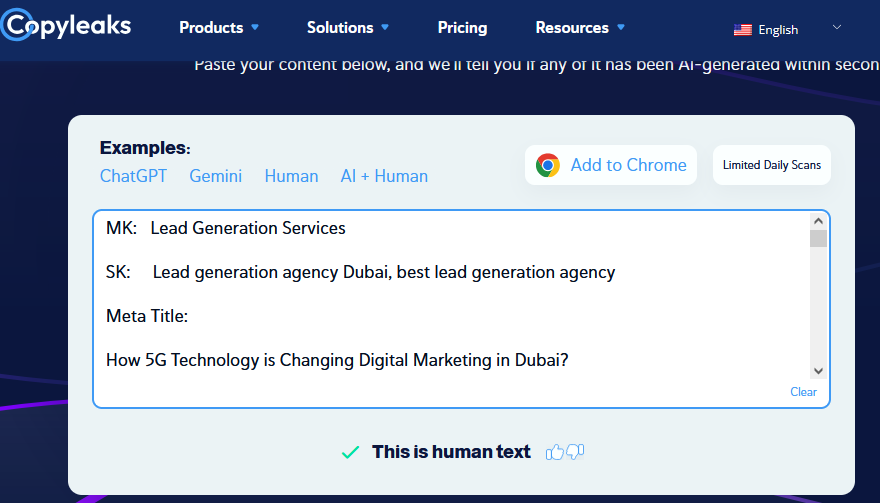 Copyleaks Products Solutions Pricing Resources English
Paste your content below, and we'll tell you if any of it has been AI-generated within secon
Examples:
ChatGPT Gemini Human AI + Human
Add to Chrome
Limited Daily Scans
MK: Lead Generation Services
SK: Lead generation agency Dubai, best lead generation agency
Meta Title:
How 5G Technology is Changing Digital Marketing in Dubai?
Clear
This is human text